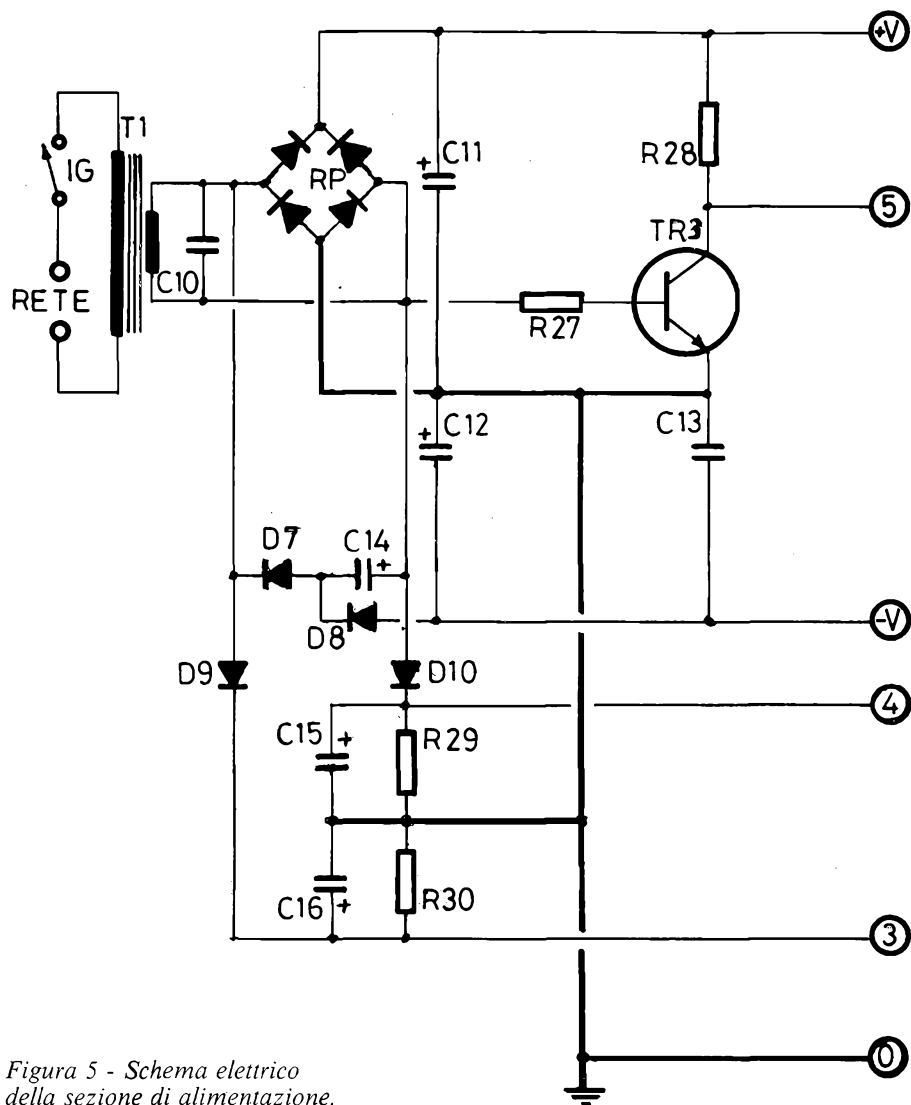 +V
T1
IG
RP
C11
R28
5
TR3
C10
RETE
R27
+
+
C12
C13
D7
C14
+
D8
-V
D9
D10
4
C15
+
R29
C16
+
R30
3
0
Figura 5 - Schema elettrico
della sezione di alimentazione.